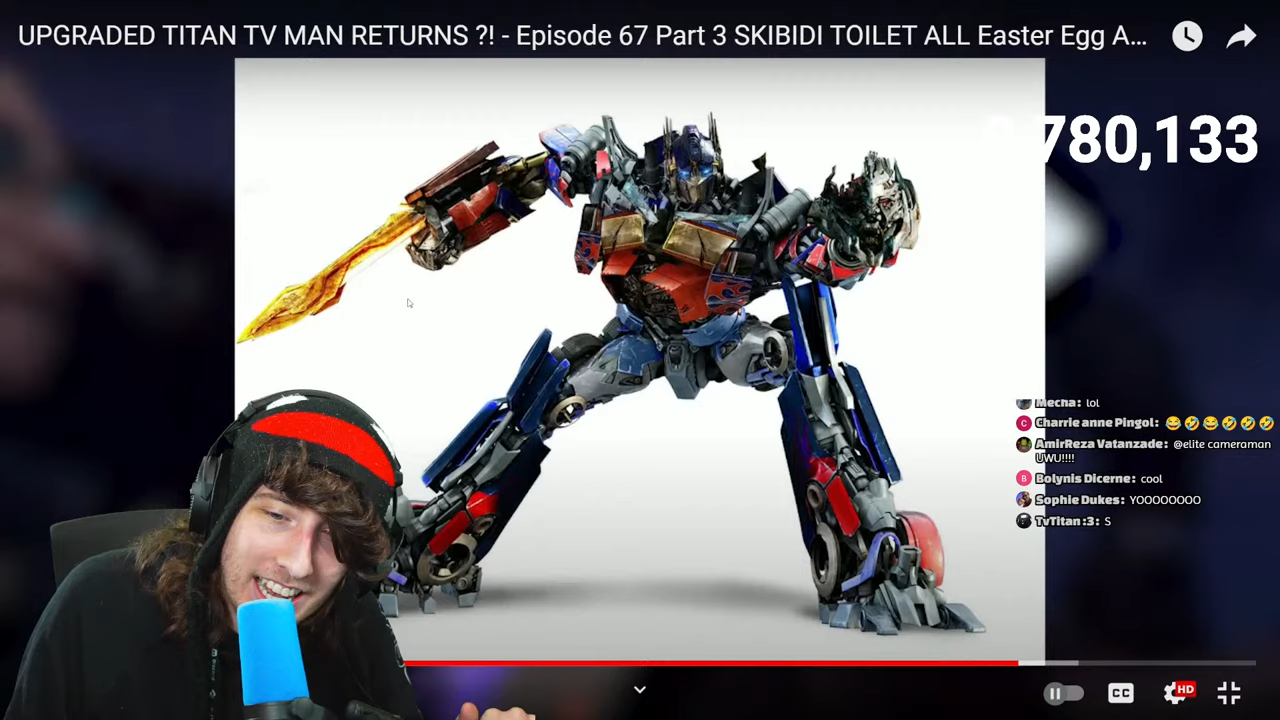 UPGRADED TITAN TV MAN RETURNS ?! - Episode 67 Part 3 SKIBIDI TOILET ALL Easter Egg A...
780,133
Mecha: lol
C Charrie anne Pingol: 😂🤣😂🤣🤣🤣
AmirReza Vatanzade: @elite cameraman
UWU!!!!
B Bolynis Dicerne: cool
Sophie Dukes: YOOOOOOOO
TvTitan :3: S
CC HD